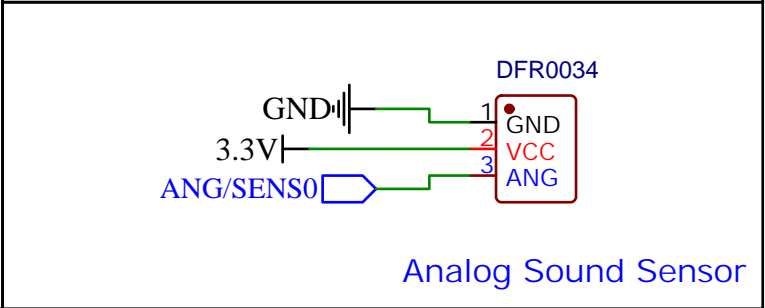 DFR0034
GND
1
GND
3.3V
2
VCC
ANG/SENS0
3
ANG
Analog Sound Sensor